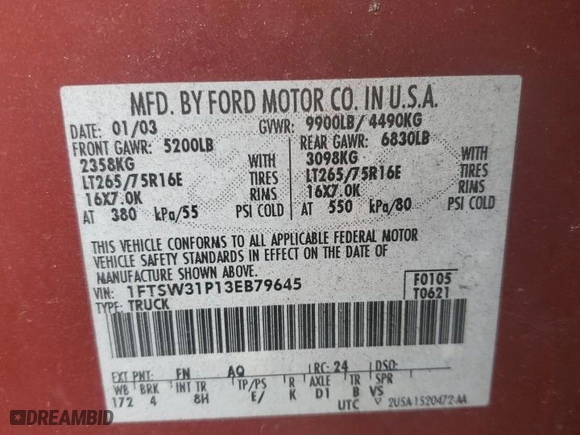 MFD. BY FORD MOTOR CO. IN U.S.A.
DATE: 01/03 GVWR: 9900LB/ 4490KG
FRONT GAWR: 5200LB REAR GAWR: 6830LB
2358KG WITH 3098KG WITH
LT265/75R16E TIRES LT265/75R16E TIRES
16X7.0K RIMS 16X7.0K RIMS
AT 380 kPa/55 PSI COLD AT 550 kPa/80 PSI COLD
THIS VEHICLE CONFORMS TO ALL APPLICABLE FEDERAL MOTOR
VEHICLE SAFETY STANDARDS IN EFFECT ON THE DATE OF
MANUFACTURE SHOWN ABOVE.
VIN: 1FTSW31P13EB79645 F0105
TYPE: TRUCK T0621
EXT PNT: FN AQ RC: 24 DSO:
WB BRK INT TR TP/PS R AXLE TR SPR
172 4 8H E/ K D1 B VS
UTC 2USA 1520472-AA
DREAMBID